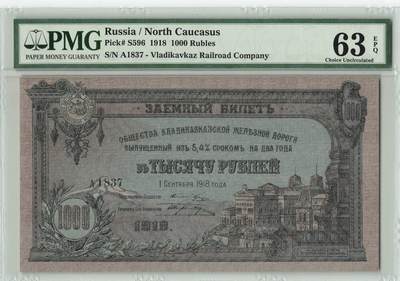 PMG
PAPER MONEY GUARANTY
Russia / North Caucasus
Pick# S596 1918 1000 Rubles
S/N A1837 - Vladikavkaz Railroad Company
63 EPQ
Choice Uncirculated
ЗАЕМНЫЙ БИЛЕТЪ
ОБЩЕСТВА ВЛАДИКАВКАЗСКОЙ ЖЕЛѢЗНОЙ ДОРОГИ
ВЫПУЩЕННЫЙ ИЗЪ 5,4% СРОКОМЪ НА ДВА ГОДА
ВЪ ТЫСЯЧУ РУБЛЕЙ
1 СЕНТЯБРЯ 1918 ГОДА
А1837
1000
1918.
1000